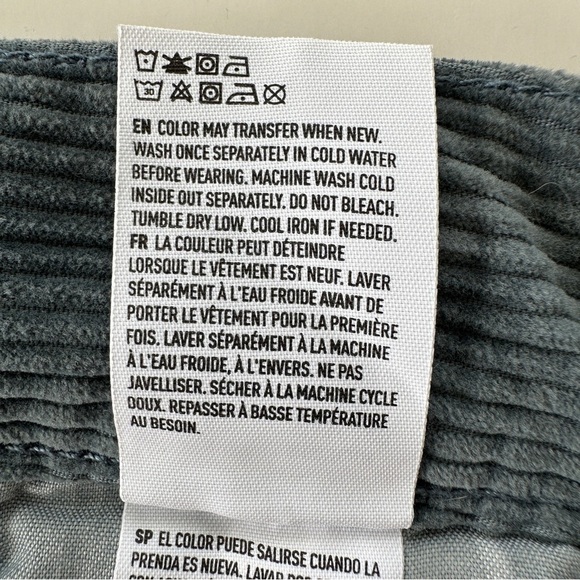 30
EN COLOR MAY TRANSFER WHEN NEW.
WASH ONCE SEPARATELY IN COLD WATER
BEFORE WEARING. MACHINE WASH COLD
INSIDE OUT SEPARATELY. DO NOT BLEACH.
TUMBLE DRY LOW. COOL IRON IF NEEDED.
FR LA COULEUR PEUT DÉTEINDRE
LORSQUE LE VÊTEMENT EST NEUF. LAVER
SÉPARÉMENT À L'EAU FROIDE AVANT DE
PORTER LE VÊTEMENT POUR LA PREMIÈRE
FOIS. LAVER SÉPARÉMENT À LA MACHINE
À L'EAU FROIDE, À L'ENVERS. NE PAS
JAVELLISER. SÉCHER À LA MACHINE CYCLE
DOUX. REPASSER À BASSE TEMPÉRATURE
AU BESOIN.
SP EL COLOR PUEDE SALIRSE CUANDO LA
PRENDA ES NUEVA. LAVAR POR